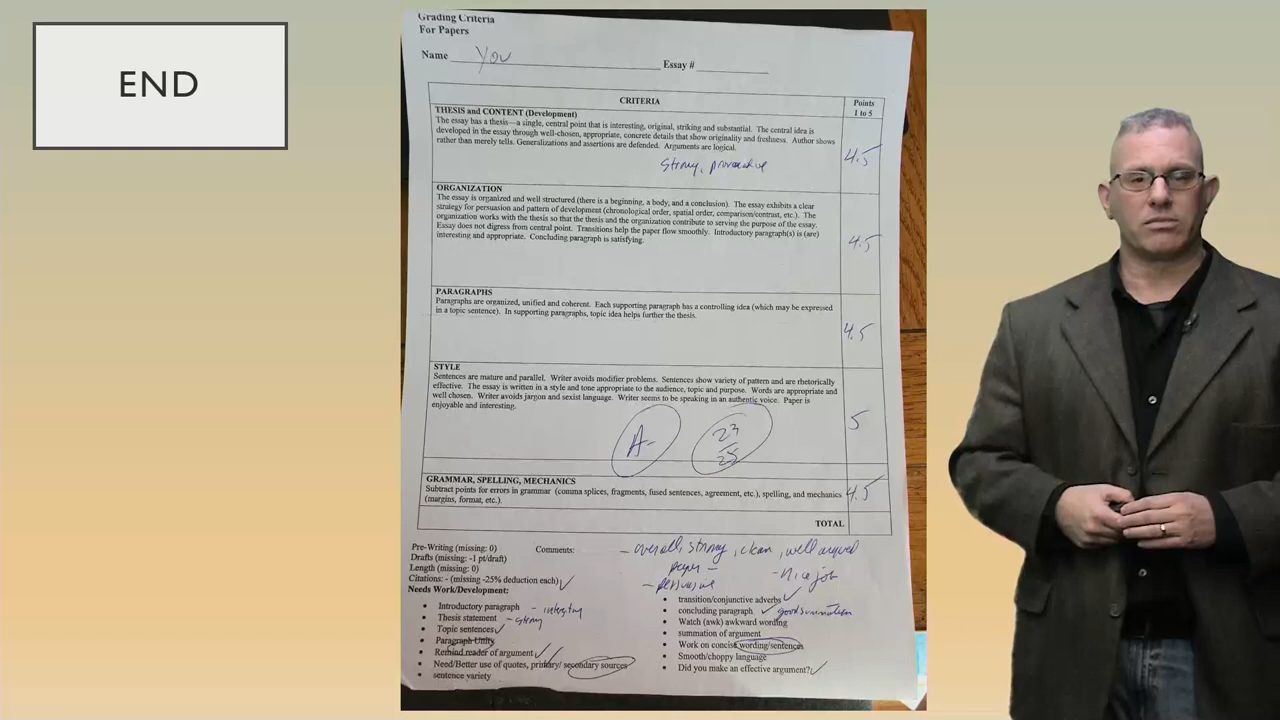 END
Grading Criteria
For Papers
Name You Essay #
CRITERIA
Points
1 to 5
THESIS and CONTENT (Development)
The essay has a thesis—a single, central point that is interesting, original, striking and substantial. The central idea is
developed in the essay through well-chosen, appropriate, concrete details that show originality and freshness. Author shows
rather than merely tells. Generalizations and assertions are defended. Arguments are logical.
Strong, provocative
4.5
ORGANIZATION
The essay is organized and well structured (there is a beginning, a body, and a conclusion). The essay exhibits a clear
strategy for persuasion and pattern of development (chronological order, spatial order, comparison/contrast, etc.). The
organization works with the thesis so that the thesis and the organization contribute to serving the purpose of the essay.
Essay does not digress from central point. Transitions help the paper flow smoothly. Introductory paragraph(s) is (are)
interesting and appropriate. Concluding paragraph is satisfying.
4.5
PARAGRAPHS
Paragraphs are organized, unified and coherent. Each supporting paragraph has a controlling idea (which may be expressed
in a topic sentence). In supporting paragraphs, topic idea helps further the thesis.
4.5
STYLE
Sentences are mature and parallel. Writer avoids modifier problems. Sentences show variety of pattern and are rhetorically
effective. The essay is written in a style and tone appropriate to the audience, topic and purpose. Words are appropriate and
well chosen. Writer avoids jargon and sexist language. Writer seems to be speaking in an authentic voice. Paper is
enjoyable and interesting.
5
A-
23
25
GRAMMAR, SPELLING, MECHANICS
Subtract points for errors in grammar (comma splices, fragments, fused sentences, agreement, etc.), spelling, and mechanics
(margins, format, etc.).
4.5
TOTAL
Pre-Writing (missing: 0)
Drafts (missing: -1 pt/draft)
Length (missing: 0)
Citations: - (missing -25% deduction each)
Needs Work/Development:
• Introductory paragraph - interesting
• Thesis statement - strong
• Topic sentences
• Paragraph Unity
• Remind reader of argument
• Need/Better use of quotes, primary/ secondary sources
• sentence variety
Comments:
- overall, strong, clean, well argued
paper -
- persuasive
- Nice job
• transition/conjunctive adverbs
• concluding paragraph good summation
• Watch (awk) awkward wording
• summation of argument
• Work on concise wording/sentences
• Smooth/choppy language
• Did you make an effective argument?